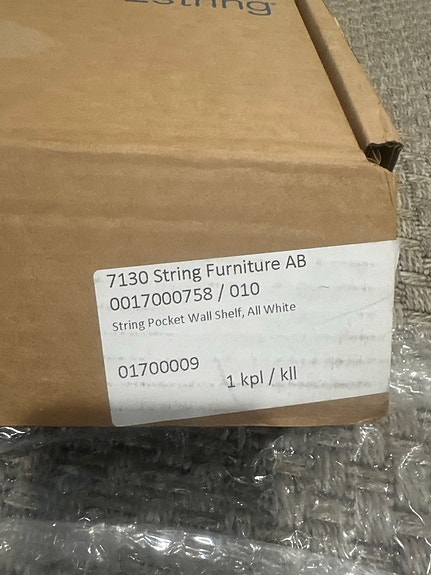 string
7130 String Furniture AB
0017000758 / 010
String Pocket Wall Shelf, All White
01700009
1 kpl / kll